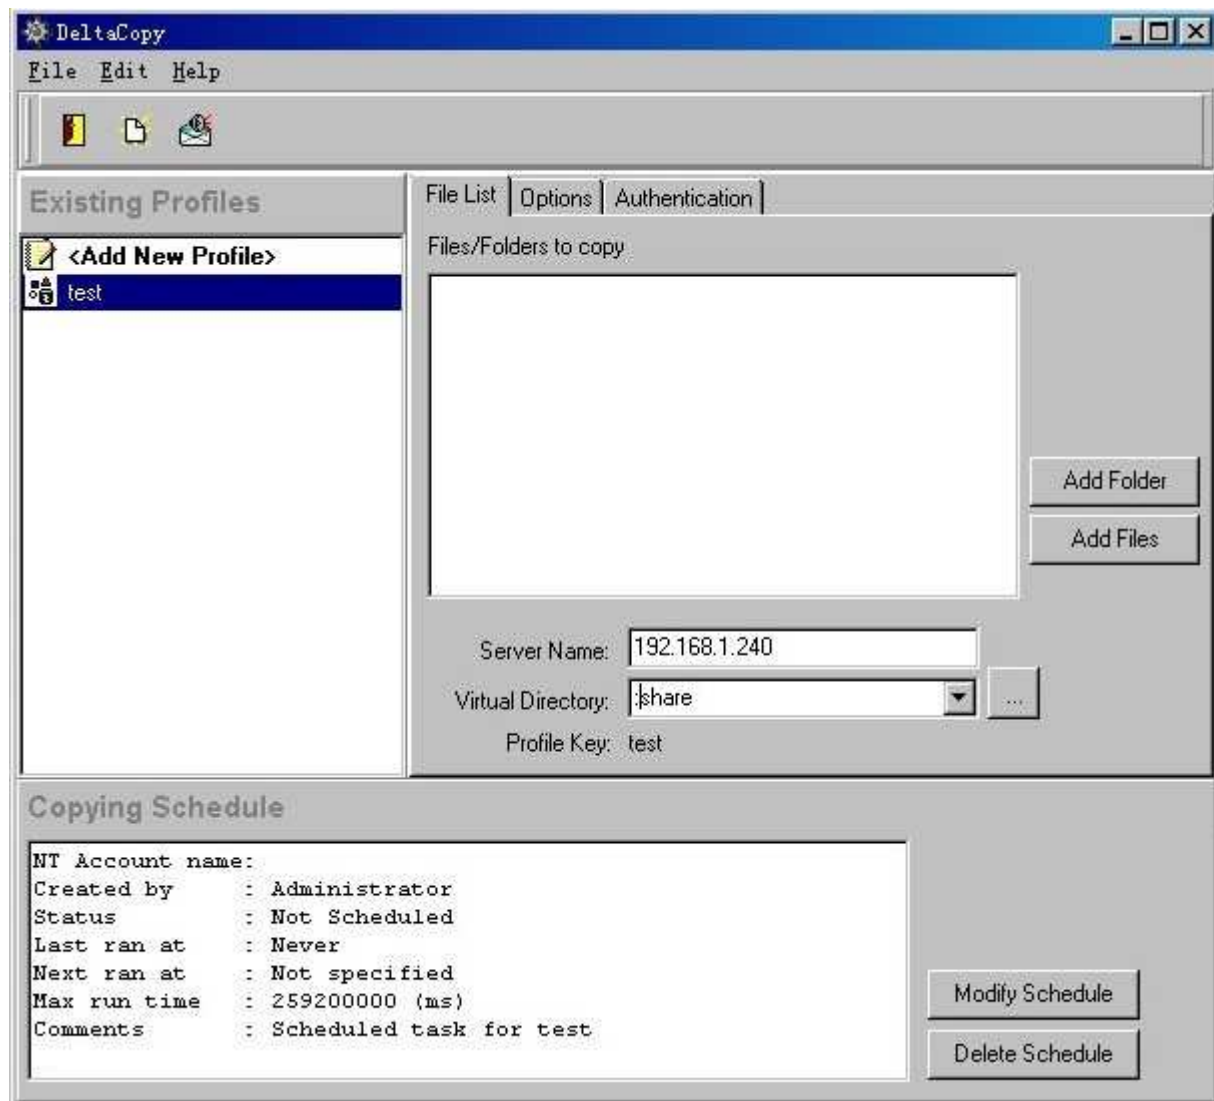 DeltaCopy
File Edit Help
Existing Profiles
<Add New Profile>
test
File List Options Authentication
Files/Folders to copy
Add Folder
Add Files
Server Name: 192.168.1.240
Virtual Directory: :share ...
Profile Key: test
Copying Schedule
NT Account name:
Created by : Administrator
Status : Not Scheduled
Last ran at : Never
Next ran at : Not specified
Max run time : 259200000 (ms)
Comments : Scheduled task for test
Modify Schedule
Delete Schedule